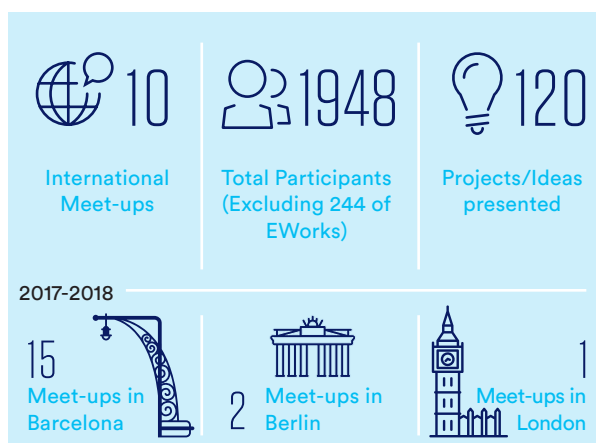 10
International
Meet-ups
1948
Total Participants
(Excluding 244 of
EWorks)
120
Projects/Ideas
presented
2017-2018
15
Meet-ups in
Barcelona
2
Meet-ups in
Berlin
1
Meet-ups in
London